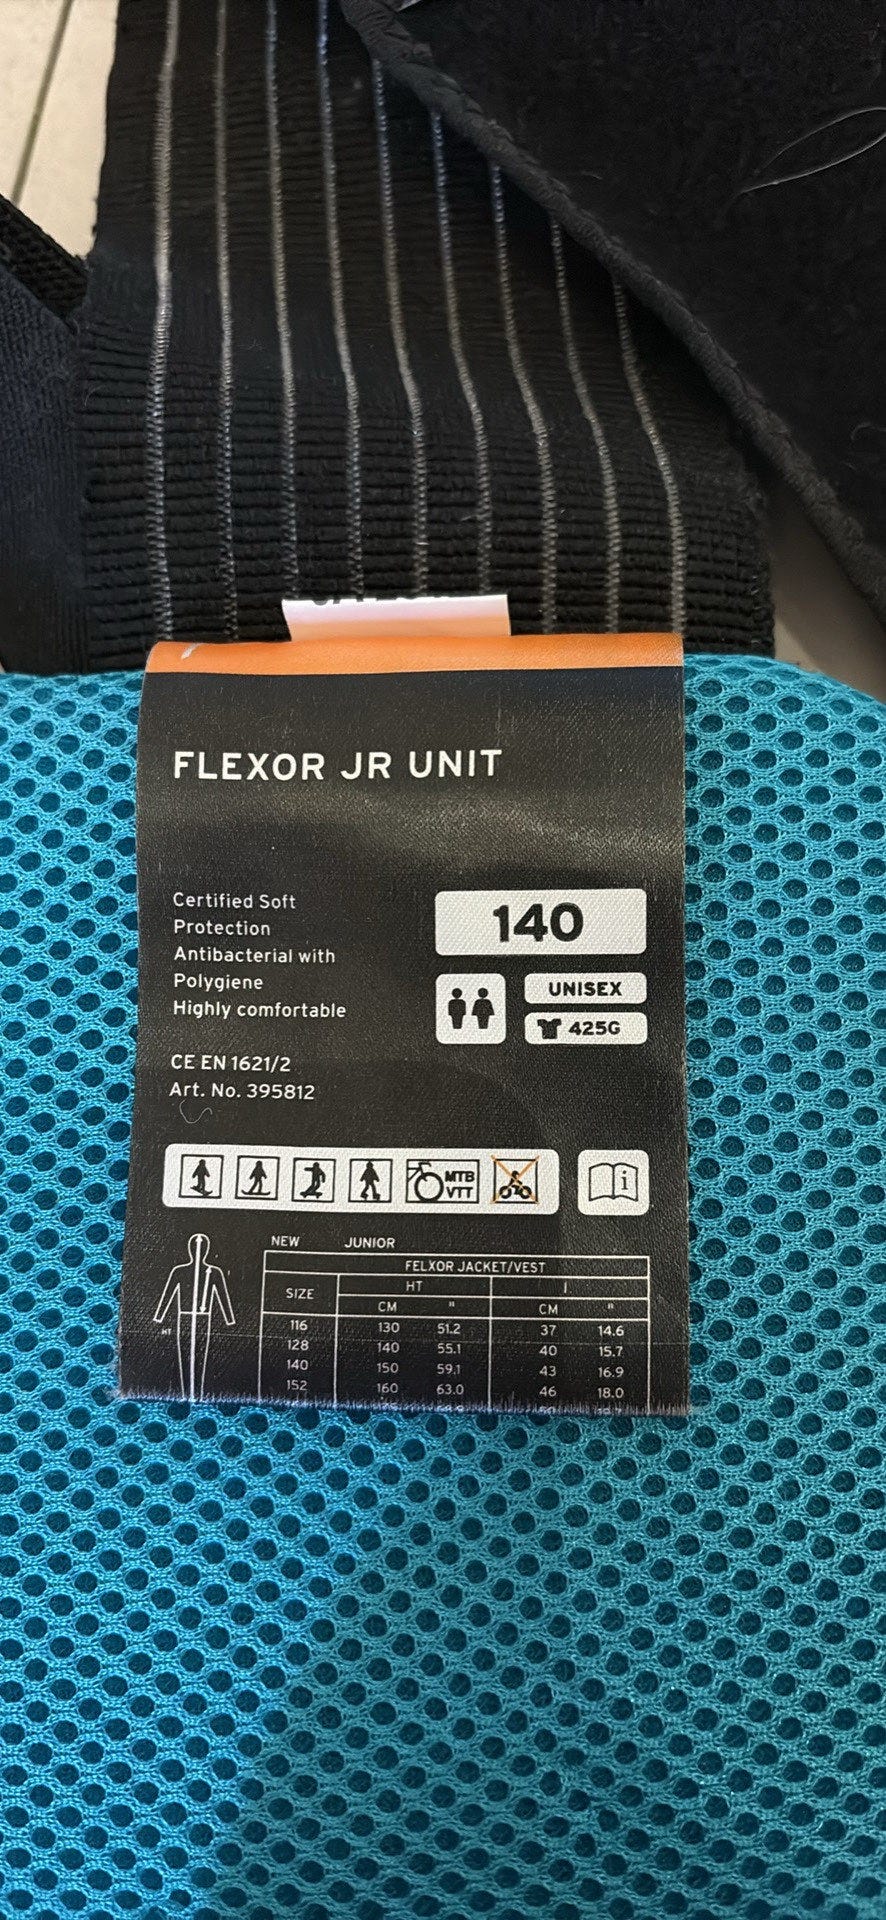 FLEXOR JR UNIT
Certified Soft
Protection
Antibacterial with
Polygiene
Highly comfortable
CE EN 1621/2
Art. No. 395812
140
UNISEX
425G
MTB
VTT
i
NEW JUNIOR
FELXOR JACKET/VEST
SIZE HT I
CM " CM "
116 130 51.2 37 14.6
128 140 55.1 40 15.7
140 150 59.1 43 16.9
152 160 63.0 46 18.0
HT